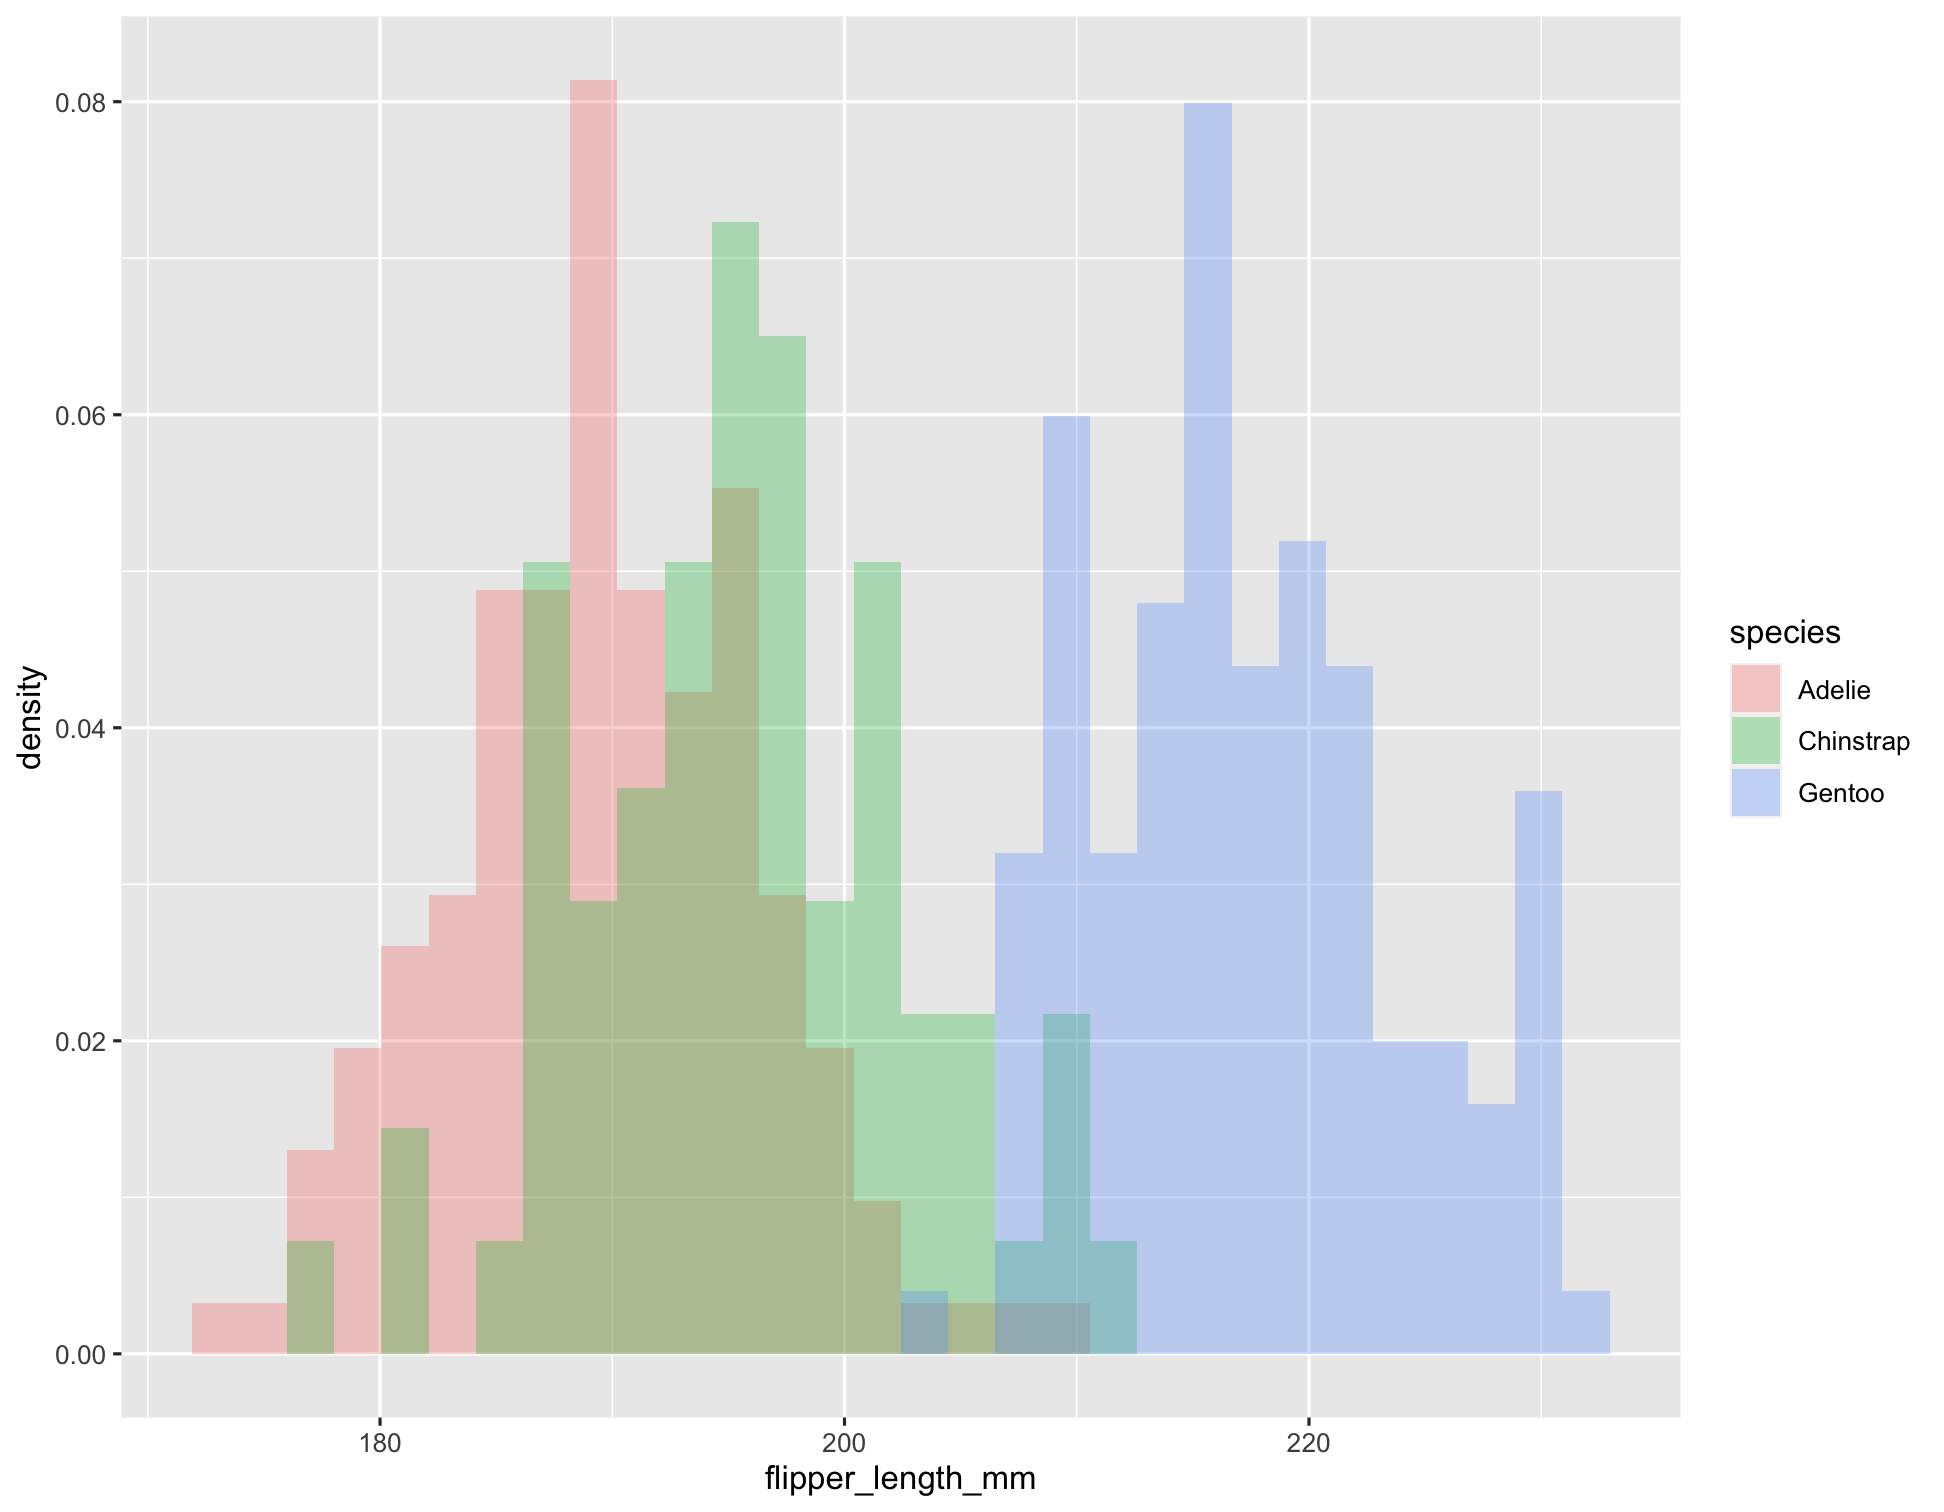 0.08
0.06
0.04
0.02
0.00
density
180
200
220
flipper_length_mm
species
Adelie
Chinstrap
Gentoo